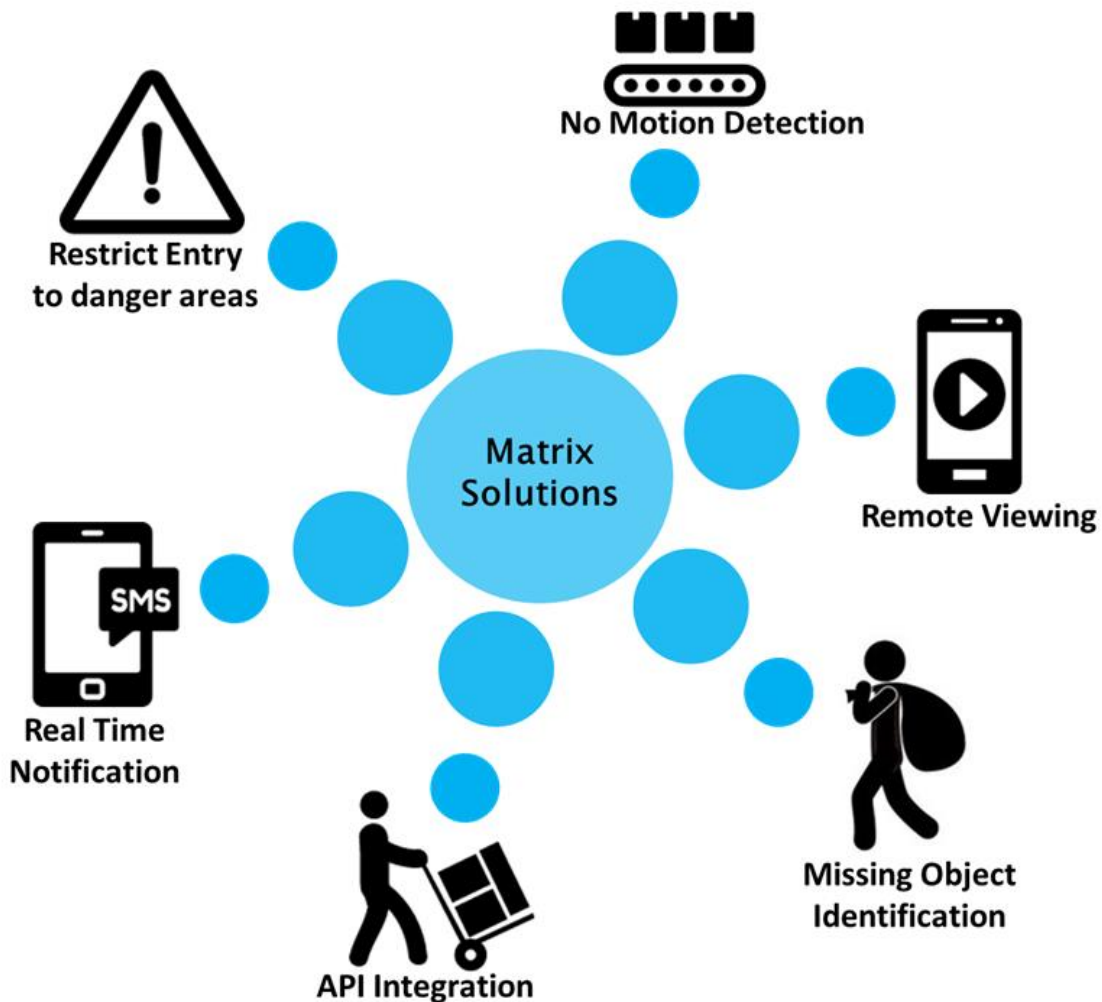 No Motion Detection
Restrict Entry
to danger areas
Matrix
Solutions
Remote Viewing
SMS
Real Time
Notification
Missing Object
Identification
API Integration